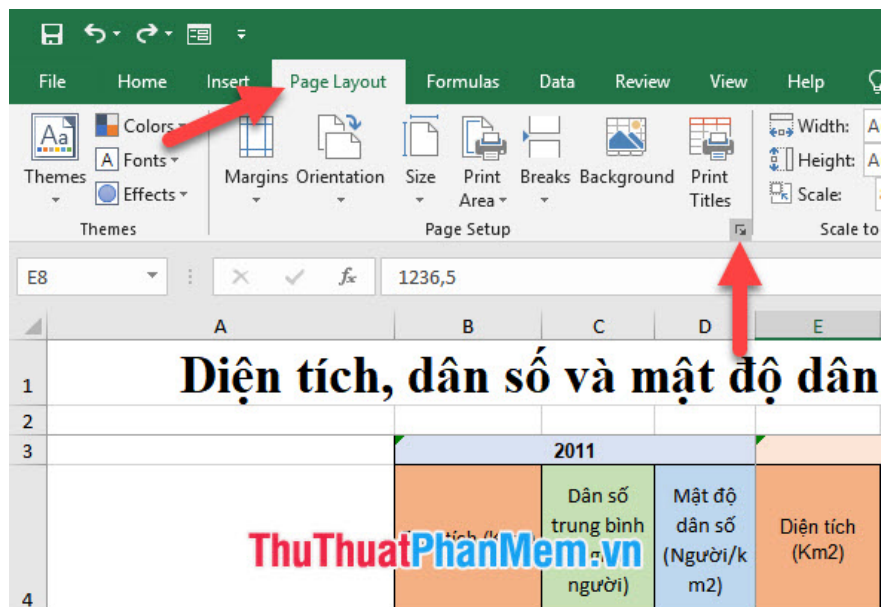 File Home Insert Page Layout Formulas Data Review View Help
Aa Colors Width: A
Themes A Fonts Margins Orientation Size Print Area Breaks Background Print Titles Height: A
Effects Scale:
Themes Page Setup Scale to
E8 fx 1236,5
A B C D E
1 Diện tích, dân số và mật độ dân
2
3 2011
Dân số Mật độ
trung bình dân số Diện tích
(Người/k (Km2)
người) m2)
4
ThuThuatPhanMem.vn